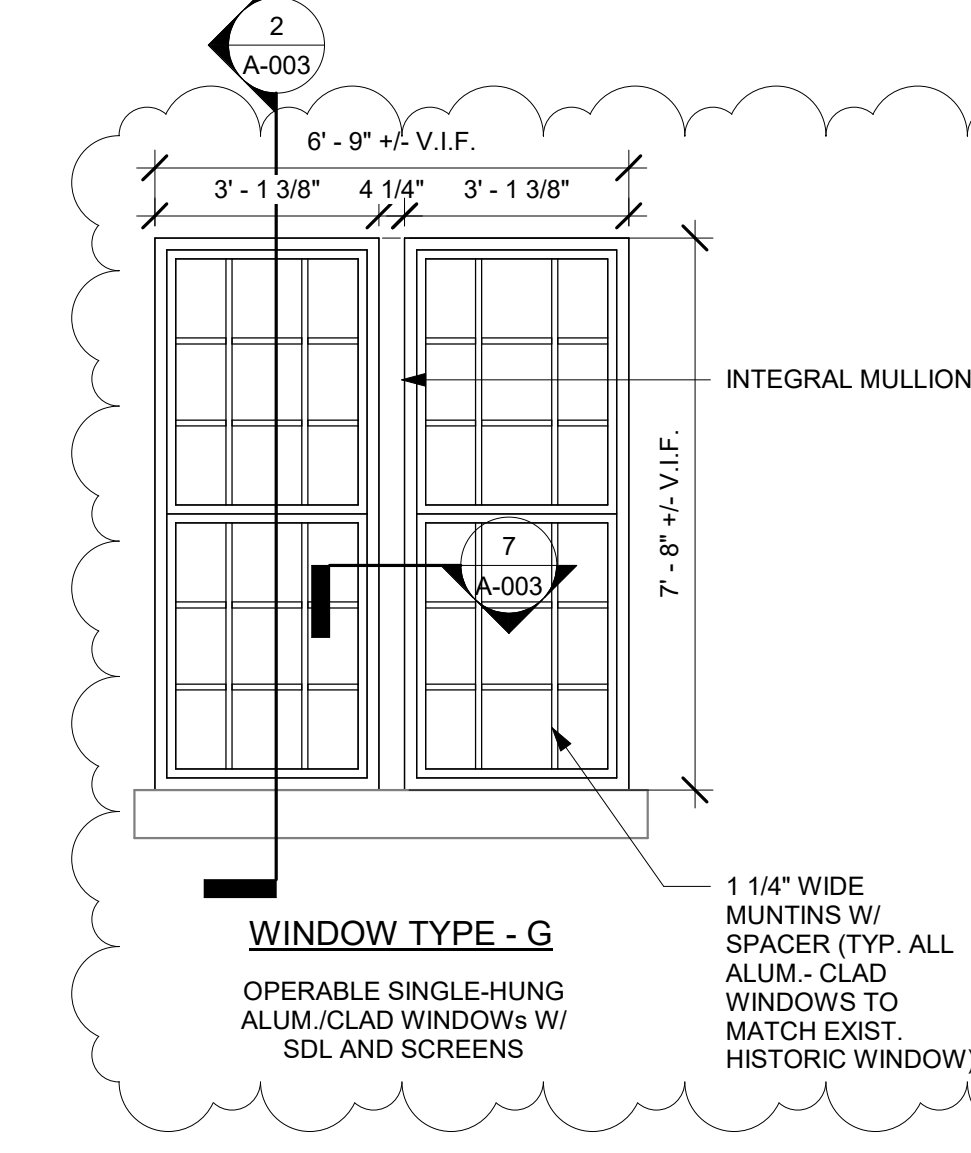 2
A-003
6' - 9" +/- V.I.F.
3' - 1 3/8" 4 1/4" 3' - 1 3/8"
INTEGRAL MULLION
7' - 8" +/- V.I.F.
7
A-003
1 1/4" WIDE
MUNTINS W/
SPACER (TYP. ALL
ALUM.- CLAD
WINDOWS TO
MATCH EXIST.
HISTORIC WINDOW)
WINDOW TYPE - G
OPERABLE SINGLE-HUNG
ALUM./CLAD WINDOWs W/
SDL AND SCREENS